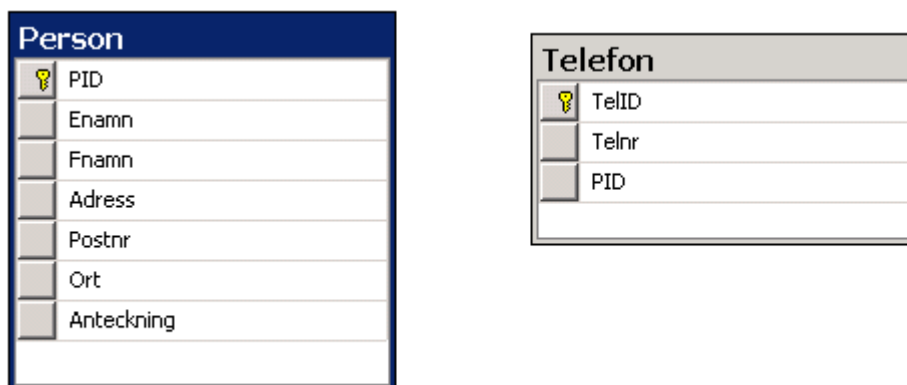 Person
PID
Enamn
Fnamn
Adress
Postnr
Ort
Anteckning
Telefon
TelID
Telnr
PID